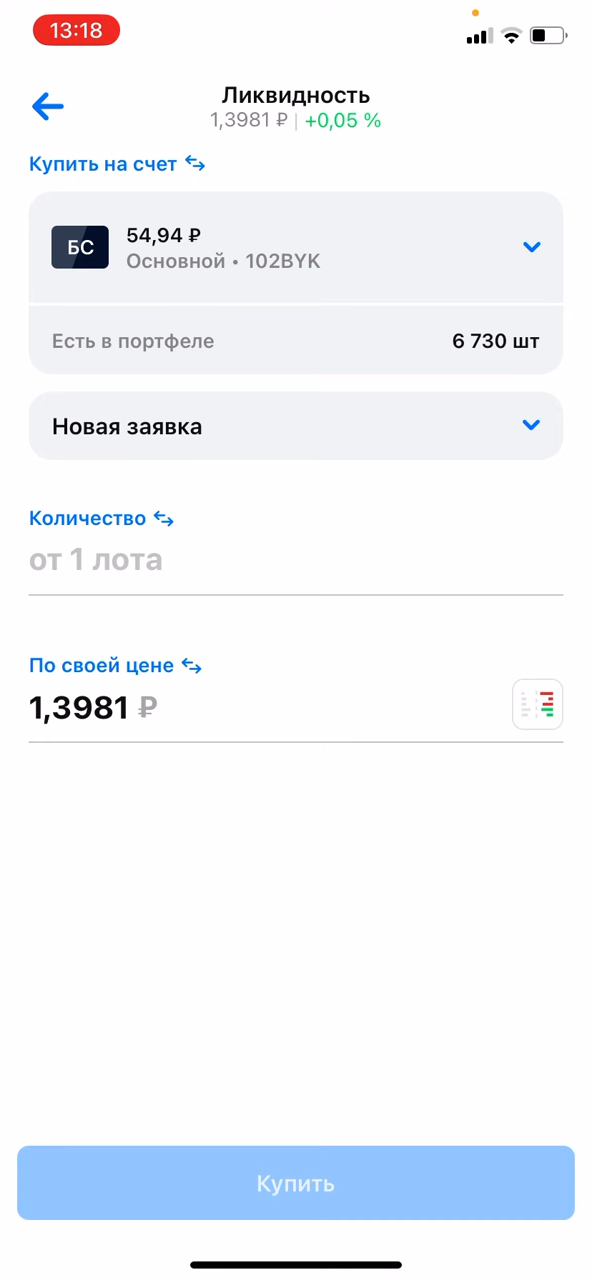 13:18
Ликвидность
1,3981 ₽ | +0,05 %
Купить на счет
БС
54,94 ₽
Основной • 102BYK
Есть в портфеле
6 730 шт
Новая заявка
Количество
от 1 лота
По своей цене
1,3981 ₽
Купить